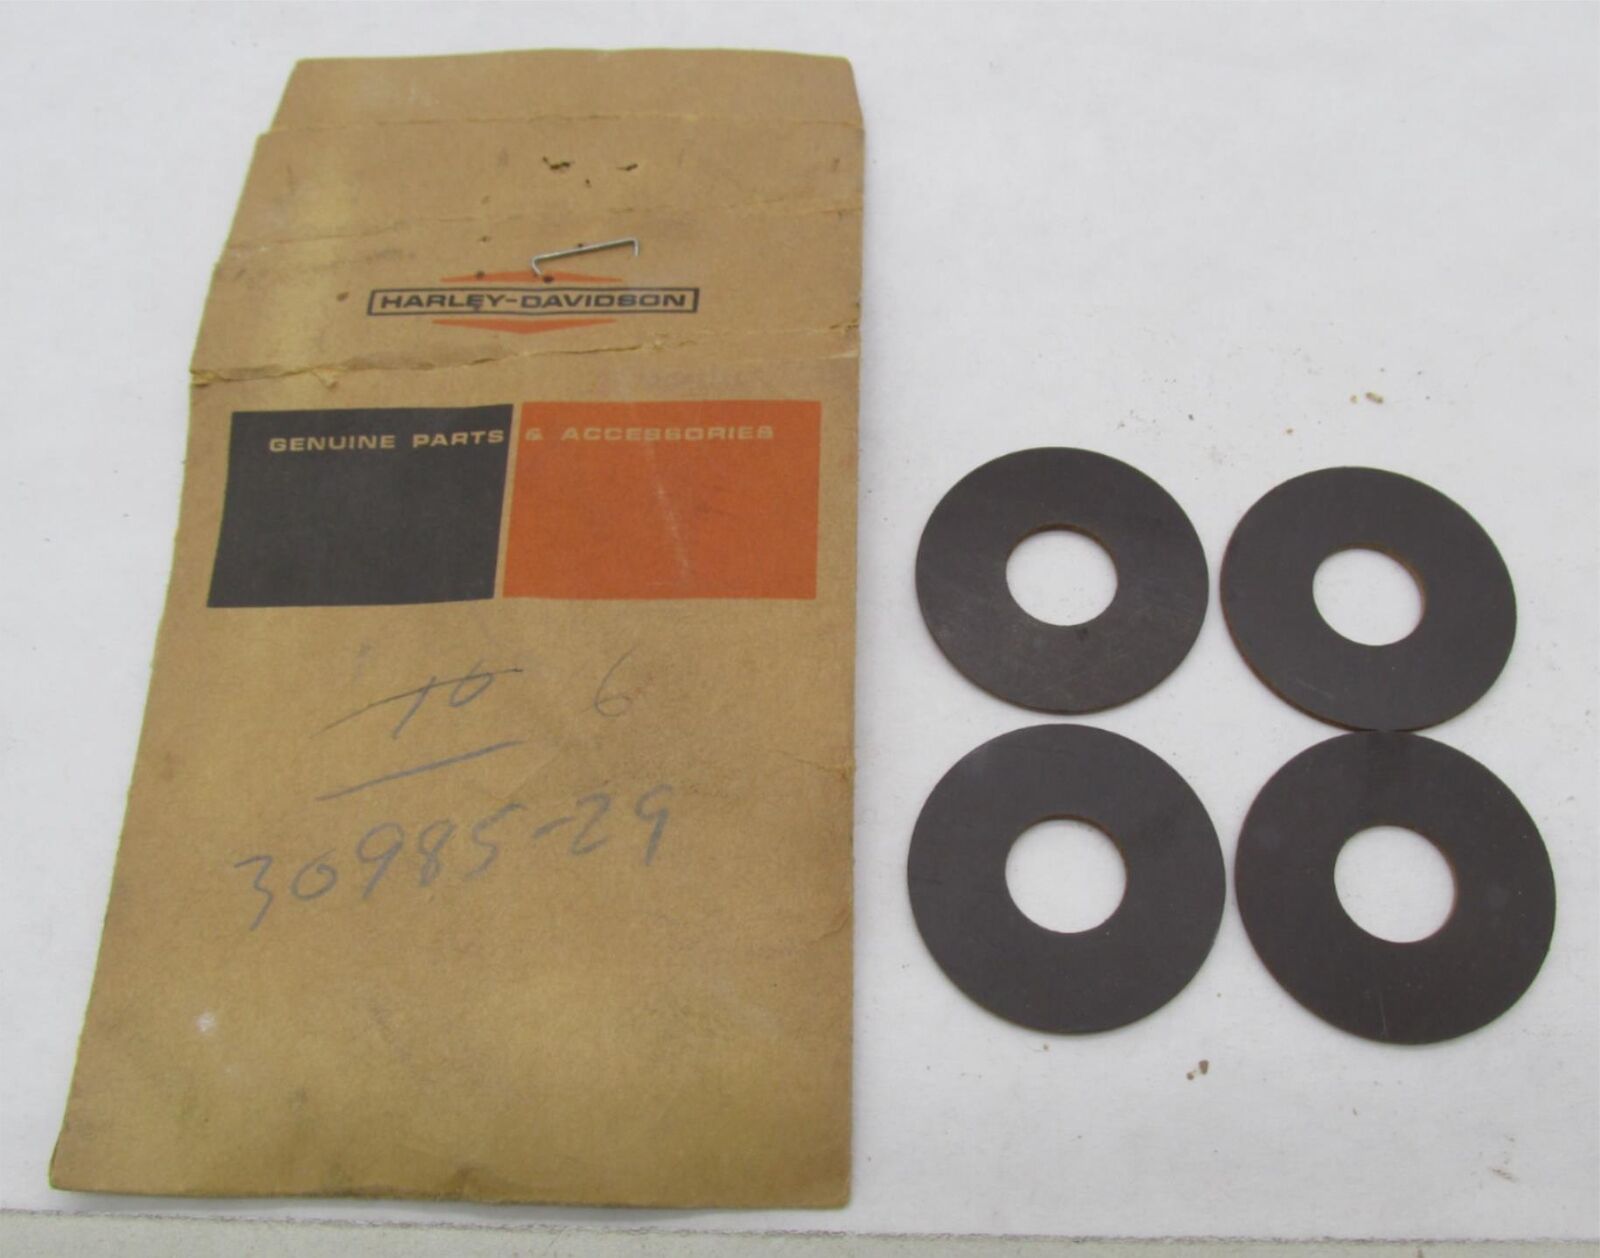 HARLEY-DAVIDSON
GENUINE PARTS & ACCESSORIES
10 6
30985-29